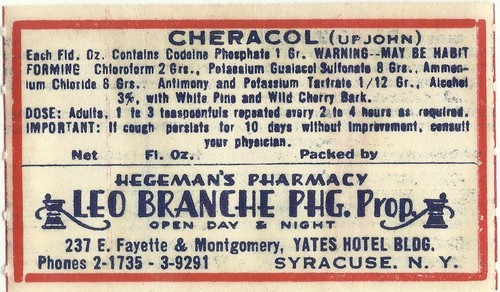 CHERACOL (UPJOHN)
Each Fld. Oz. Contains Codeine Phosphate 1 Gr. WARNING--MAY BE HABIT
FORMING Chloroform 2 Grs., Potassium Guaiacol Sulfonate 8 Grs., Ammon-
ium Chloride 8 Grs., Antimony and Potassium Tartrate 1/12 Gr., Alcohol
3%, with White Pine and Wild Cherry Bark.
DOSE: Adults, 1 to 3 teaspoonfuls repeated every 2 to 4 hours as required.
IMPORTANT: If cough persists for 10 days without improvement, consult
your physician.
Net Fl. Oz. Packed by
HEGEMAN'S PHARMACY
LEO BRANCHE PHG. Prop.
OPEN DAY & NIGHT
237 E. Fayette & Montgomery, YATES HOTEL BLDG.
Phones 2-1735 - 3-9291 SYRACUSE, N. Y.